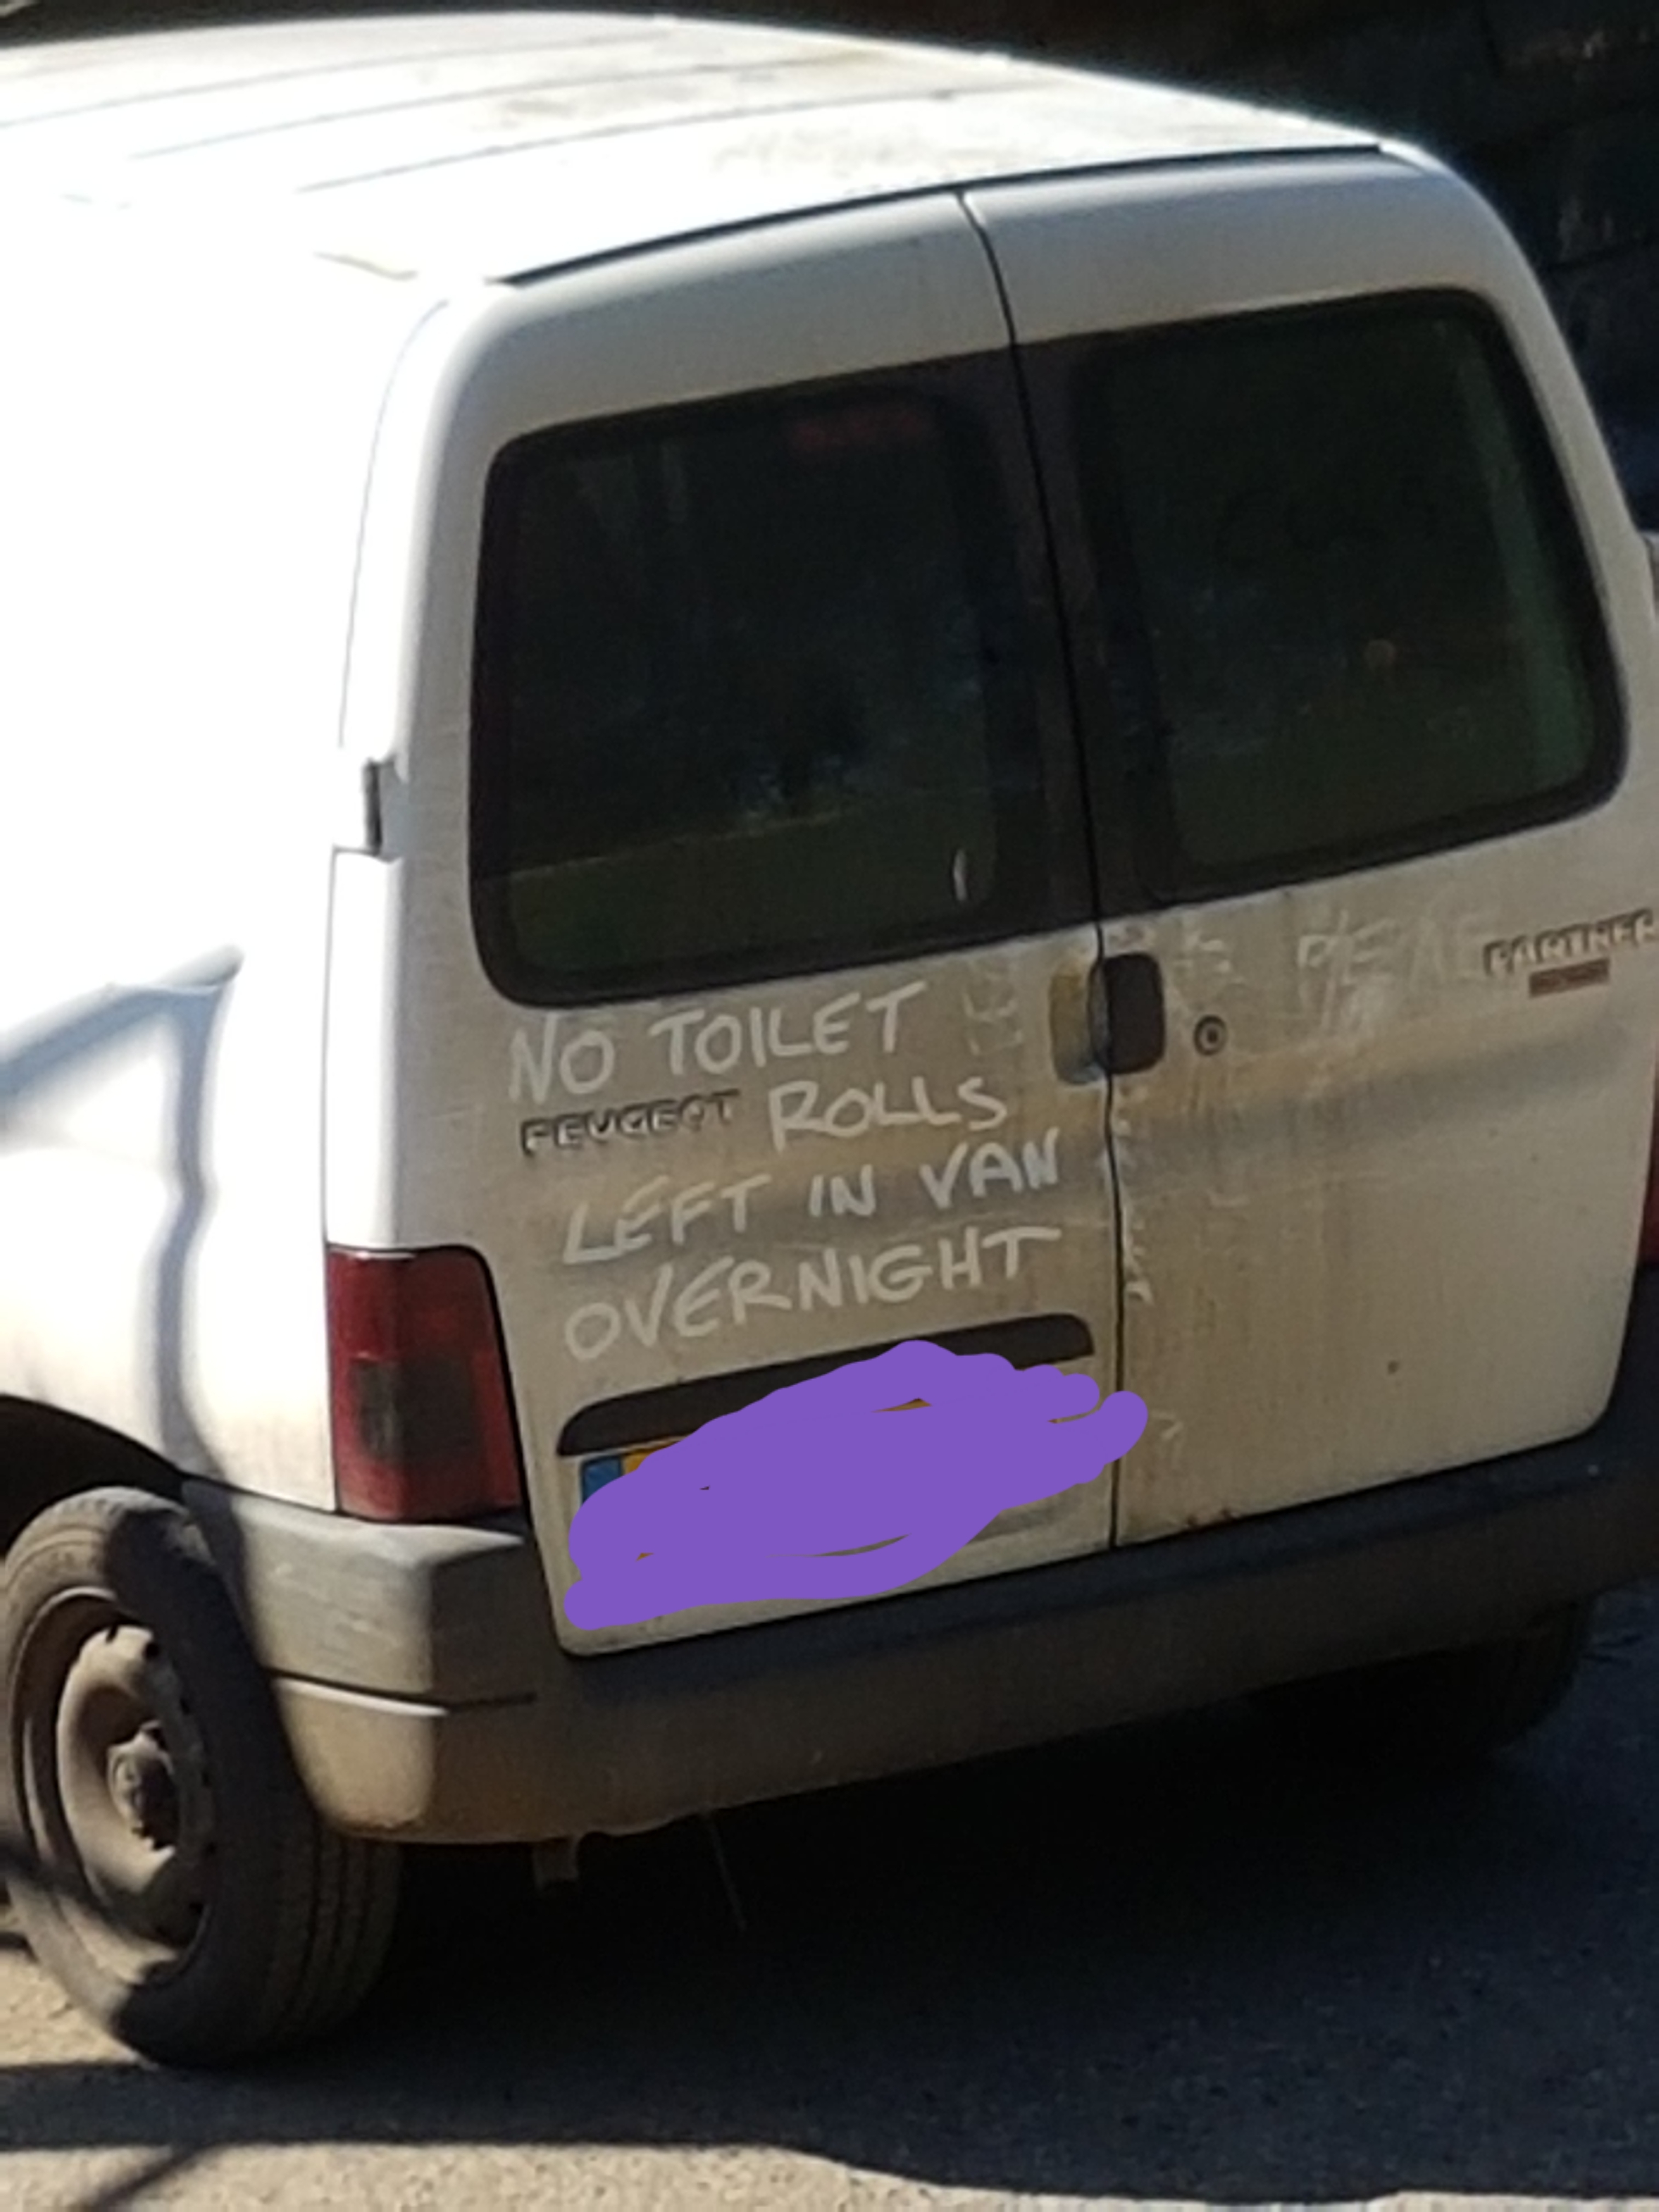 NO TOILET
PEUGEOT ROLLS
LEFT IN VAN
OVERNIGHT
PARTNER